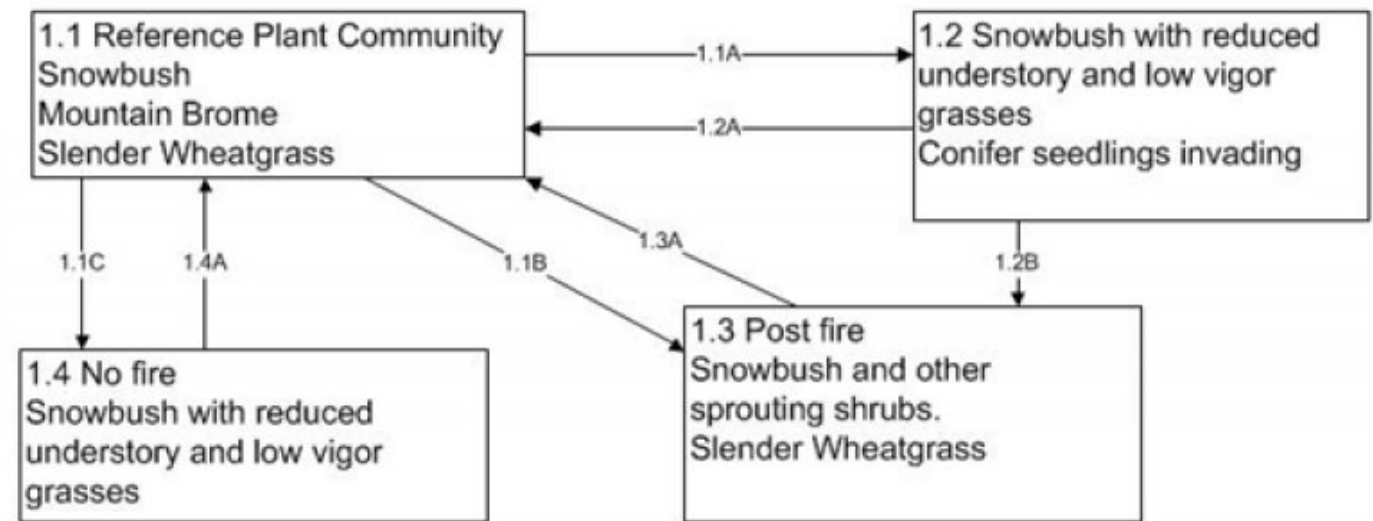 1.1 Reference Plant Community
Snowbush
Mountain Brome
Slender Wheatgrass
1.1A
1.2A
1.2 Snowbush with reduced
understory and low vigor
grasses
Conifer seedlings invading
1.1C
1.4A
1.1B
1.3A
1.2B
1.4 No fire
Snowbush with reduced
understory and low vigor
grasses
1.3 Post fire
Snowbush and other
sprouting shrubs.
Slender Wheatgrass